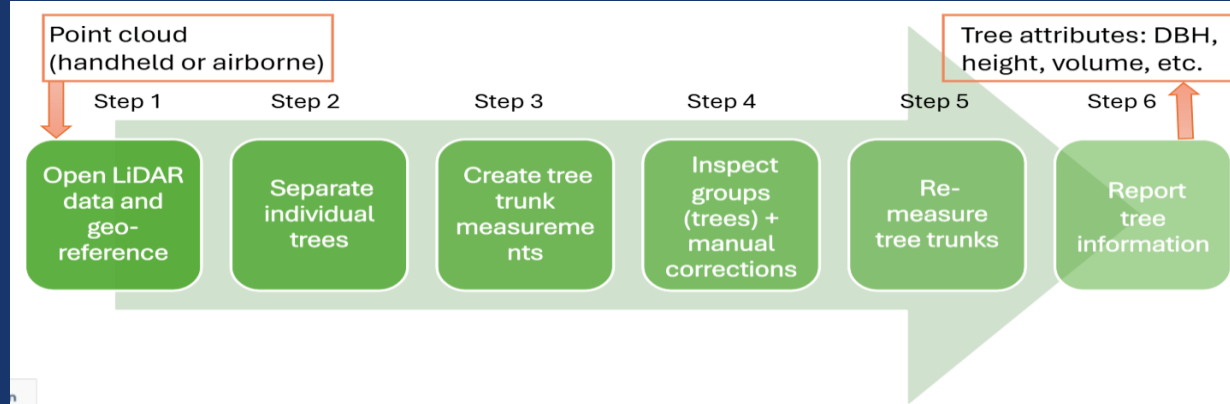 Point cloud
(handheld or airborne)
Tree attributes: DBH,
height, volume, etc.
Step 1
Step 2
Step 3
Step 4
Step 5
Step 6
Open LiDAR
data and
geo-
reference
Separate
individual
trees
Create tree
trunk
measureme
nts
Inspect
groups
(trees) +
manual
corrections
Re-
measure
tree trunks
Report
tree
information
n